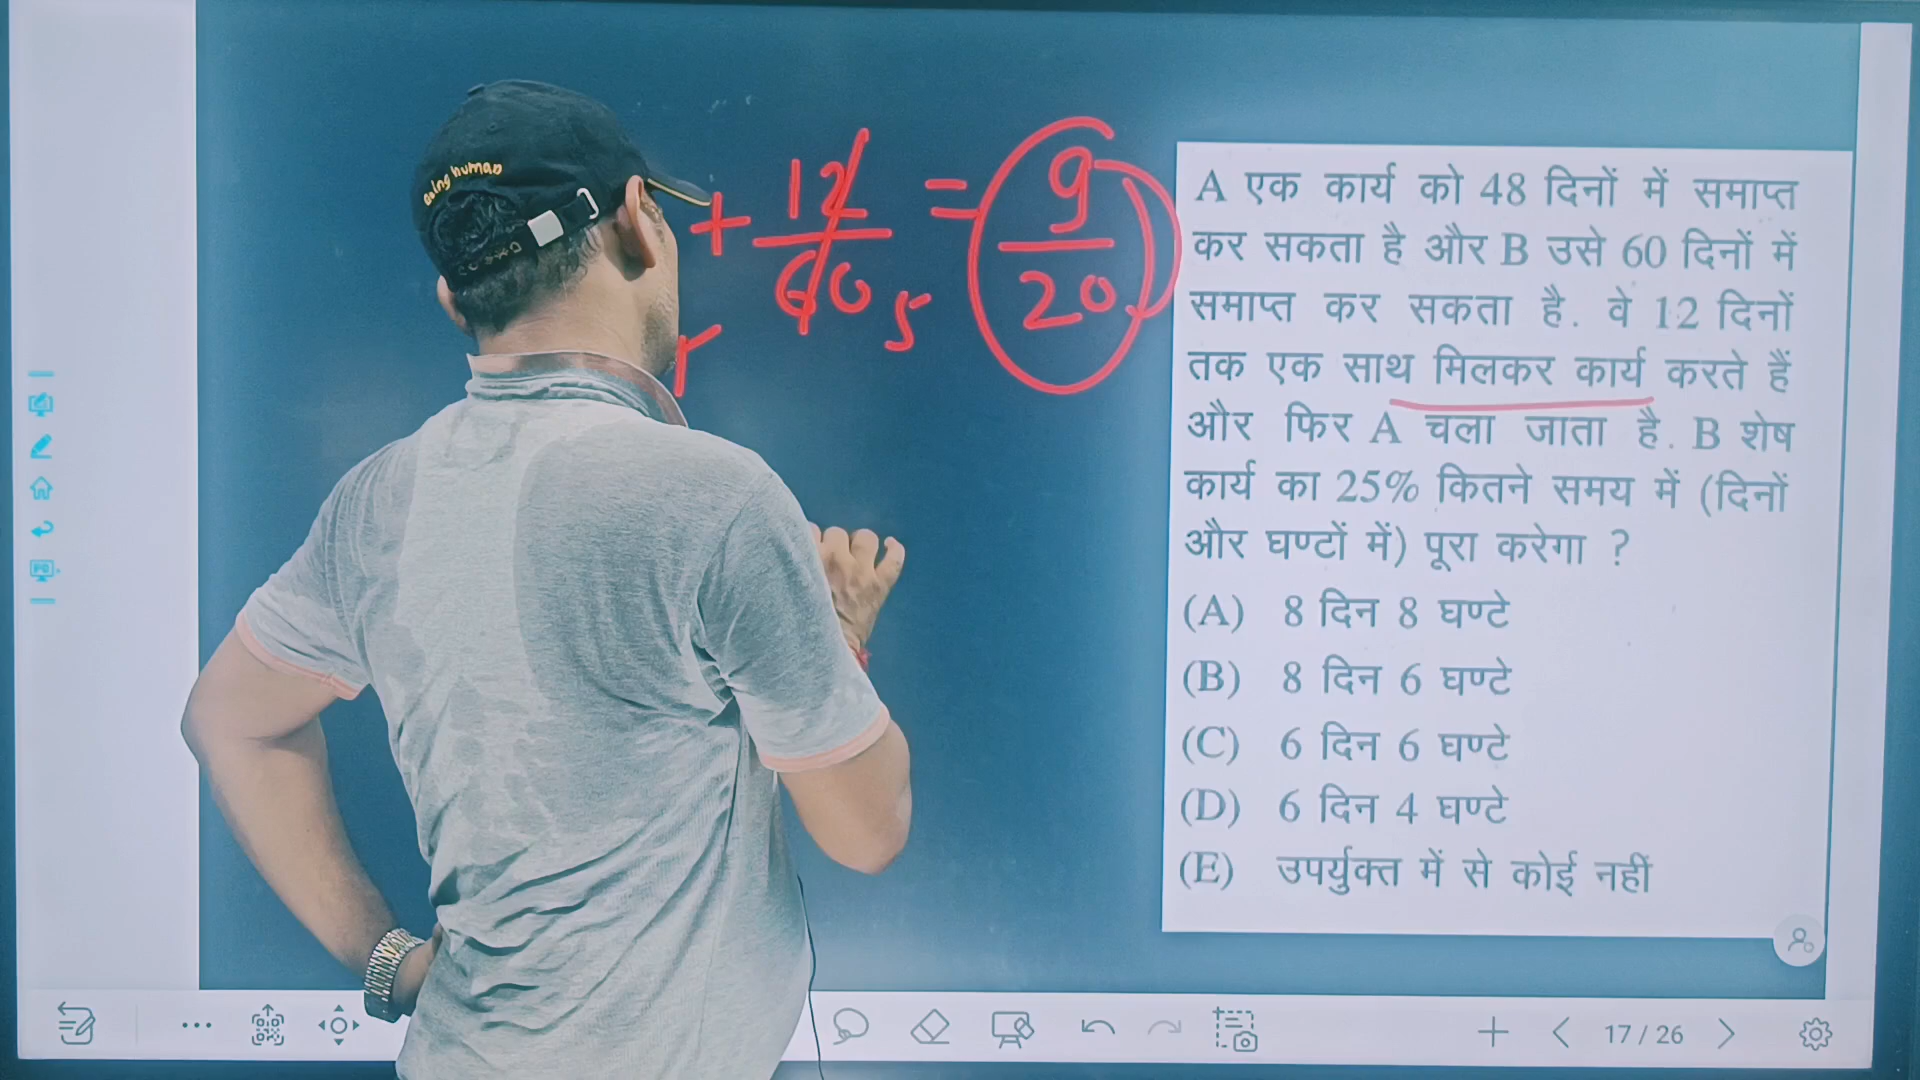 Going human
+ 12/60 5 = 9/20
A एक कार्य को 48 दिनों में समाप्त
कर सकता है और B उसे 60 दिनों में
समाप्त कर सकता है. वे 12 दिनों
तक एक साथ मिलकर कार्य करते हैं
और फिर A चला जाता है. B शेष
कार्य का 25% कितने समय में (दिनों
और घण्टों में) पूरा करेगा ?
(A) 8 दिन 8 घण्टे
(B) 8 दिन 6 घण्टे
(C) 6 दिन 6 घण्टे
(D) 6 दिन 4 घण्टे
(E) उपर्युक्त में से कोई नहीं
17 / 26